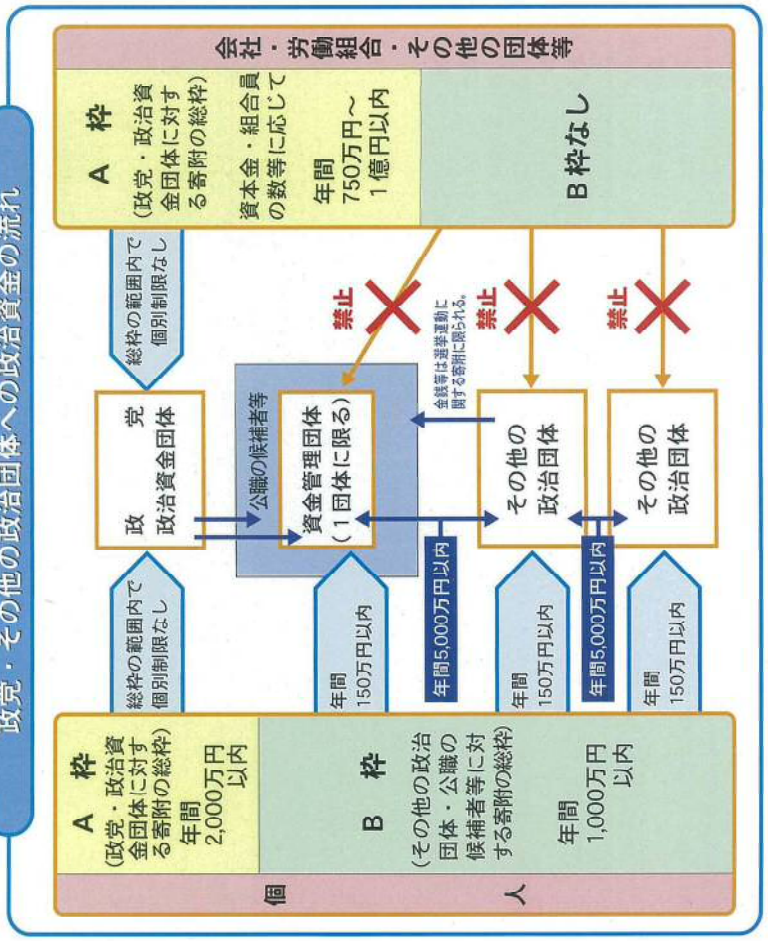 政党・その他の政治団体への政治資金の流れ
個人
A 枠
(政党・政治資
金団体に対す
る寄附の総枠)
年間
2,000万円
以内
B 枠
(その他の政治
団体・公職の
候補者等に対
する寄附の総枠)
年間
1,000万円
以内
総枠の範囲内で
個別制限なし
年間
150万円以内
年間5,000万円以内
年間
150万円以内
年間5,000万円以内
年間
150万円以内
政党
政治資金団体
公職の候補者等
資金管理団体
(1団体に限る)
その他の
政治団体
その他の
政治団体
総枠の範囲内で
個別制限なし
禁止
金銭等は選挙運動に
関する寄附に限られる。
禁止
禁止
会社・労働組合・その他の団体等
A 枠
(政党・政治資
金団体に対す
る寄附の総枠)
資本金・組合員
の数等に応じて
年間
750万円～
1億円以内
B枠なし